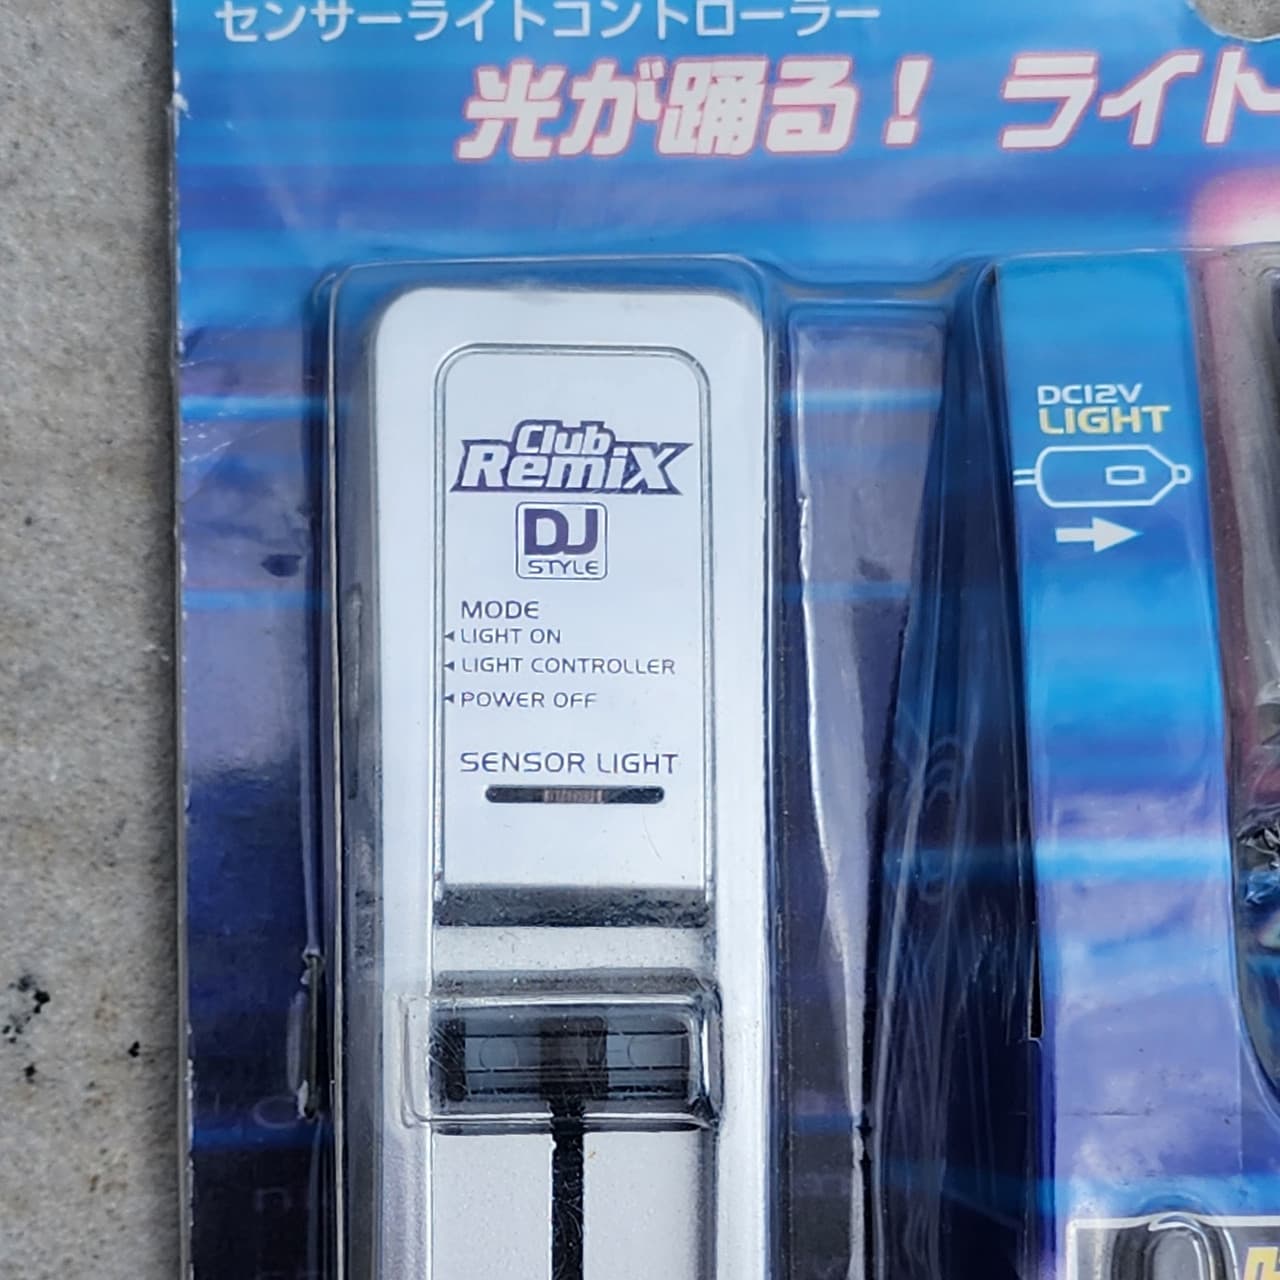 センサーライトコントローラー
光が踊る! ライト
Club
RemiX
DJ
STYLE
MODE
LIGHT ON
LIGHT CONTROLLER
POWER OFF
SENSOR LIGHT
DC12V
LIGHT